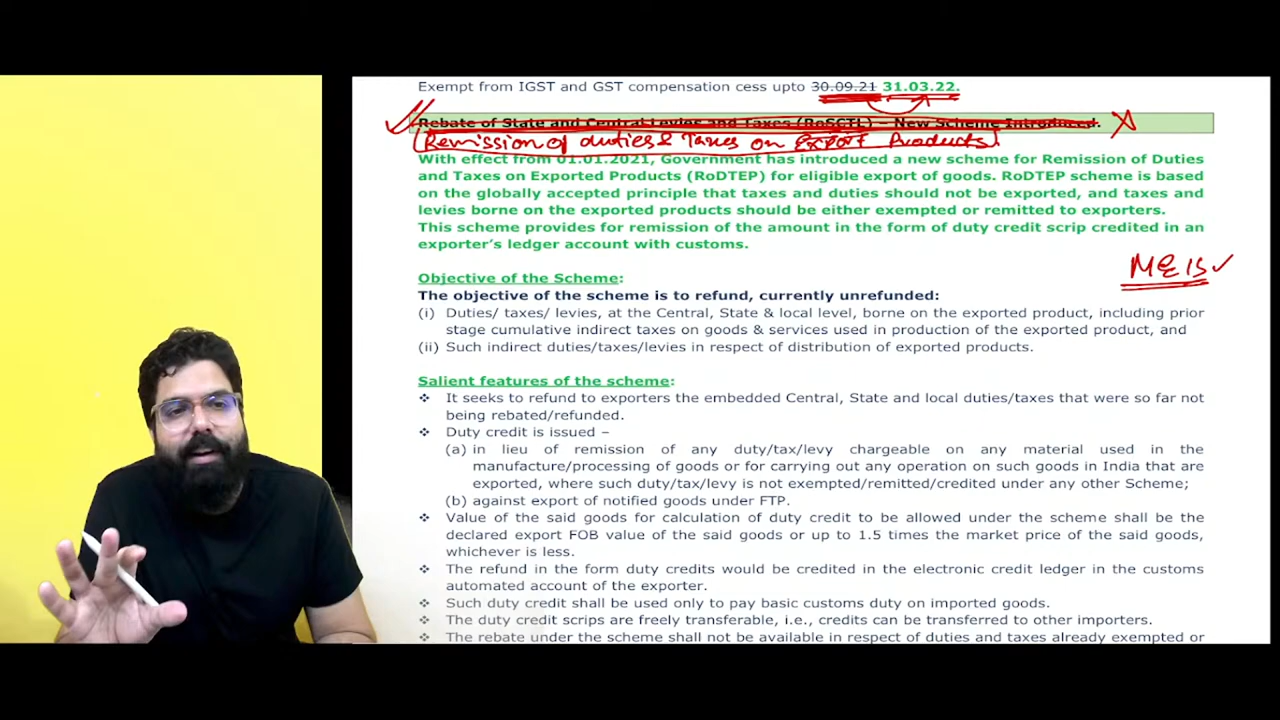 Exempt from IGST and GST compensation cess upto 30.09.21 31.03.22.
Rebate of State and Central Levies and Taxes (RoSCTL) – New Scheme Introduced.
Remission of duties & Taxes on Export Products.
With effect from 01.01.2021, Government has introduced a new scheme for Remission of Duties
and Taxes on Exported Products (RoDTEP) for eligible export of goods. RoDTEP scheme is based
on the globally accepted principle that taxes and duties should not be exported, and taxes and
levies borne on the exported products should be either exempted or remitted to exporters.
This scheme provides for remission of the amount in the form of duty credit scrip credited in an
exporter's ledger account with customs.
MEIS
Objective of the Scheme:
The objective of the scheme is to refund, currently unrefunded:
(i) Duties/ taxes/ levies, at the Central, State & local level, borne on the exported product, including prior
stage cumulative indirect taxes on goods & services used in production of the exported product, and
(ii) Such indirect duties/taxes/levies in respect of distribution of exported products.
Salient features of the scheme:
❖ It seeks to refund to exporters the embedded Central, State and local duties/taxes that were so far not
being rebated/refunded.
❖ Duty credit is issued –
(a) in lieu of remission of any duty/tax/levy chargeable on any material used in the
manufacture/processing of goods or for carrying out any operation on such goods in India that are
exported, where such duty/tax/levy is not exempted/remitted/credited under any other Scheme;
(b) against export of notified goods under FTP.
❖ Value of the said goods for calculation of duty credit to be allowed under the scheme shall be the
declared export FOB value of the said goods or up to 1.5 times the market price of the said goods,
whichever is less.
❖ The refund in the form duty credits would be credited in the electronic credit ledger in the customs
automated account of the exporter.
❖ Such duty credit shall be used only to pay basic customs duty on imported goods.
❖ The duty credit scrips are freely transferable, i.e., credits can be transferred to other importers.
❖ The rebate under the scheme shall not be available in respect of duties and taxes already exempted or